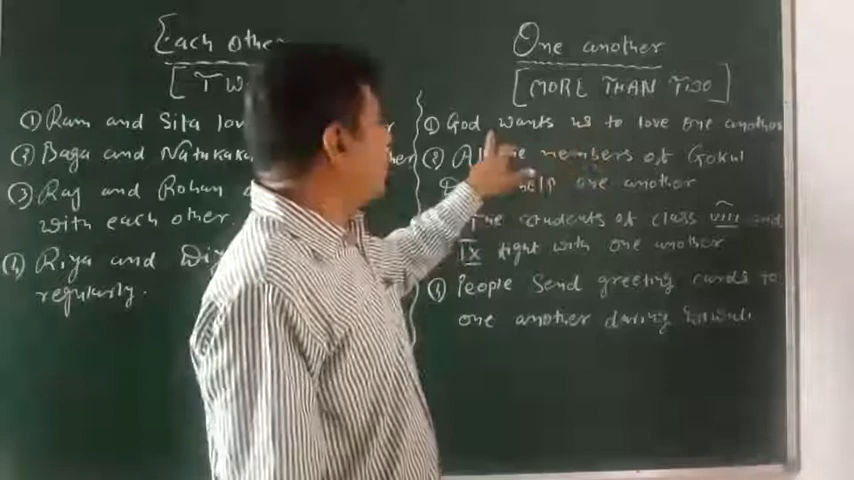 Each other
[ TW
① Ram and Sita lov
② Baga and Natukaka
③ Raj and Rohan
with each other.
④ Riya and
regularly.
One another
[MORE THAN TWO]
① God wants us to love one another
② members of Gokul
help one another
The students of class VIII and
IX fight with one another
④ People send greeting cards to
one another during